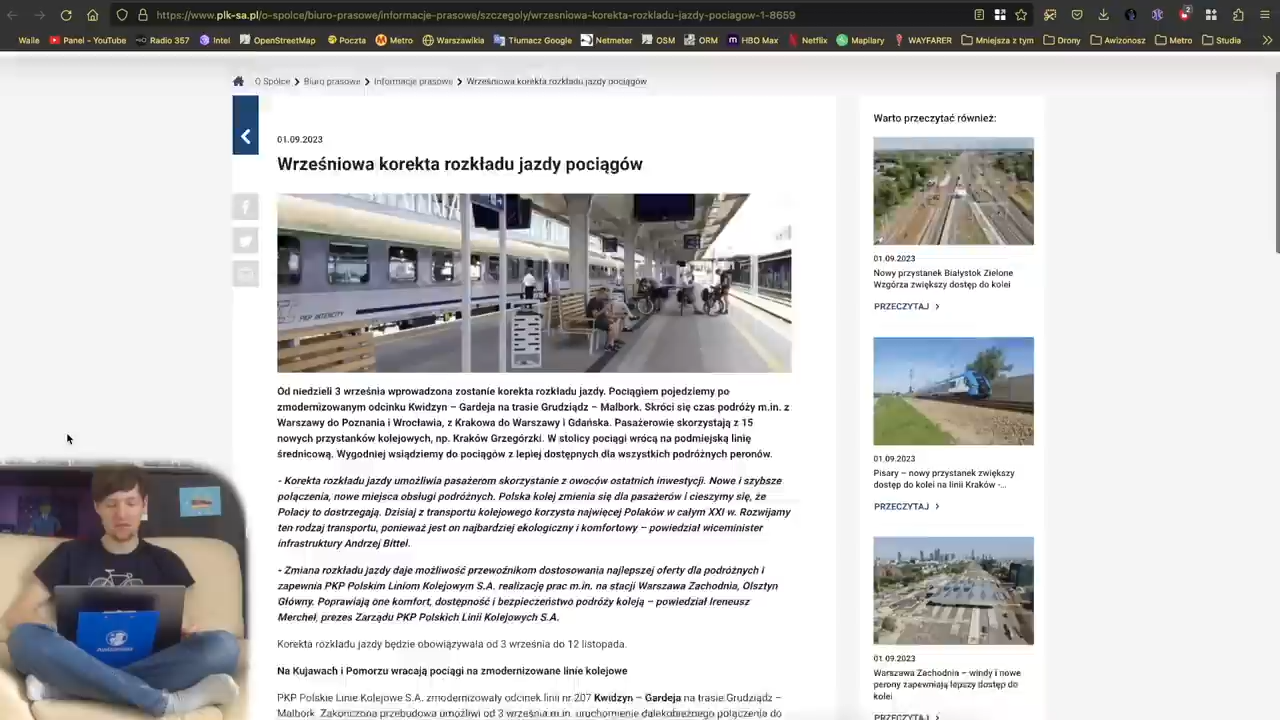 https://www.plk-sa.pl/o-spolce/biuro-prasowe/informacje-prasowe/szczegoly/wrzesniowa-korekta-rozkladu-jazdy-pociagow-1-8659
2
Waile
Panel - YouTube
Radio 357
Intel
OpenStreetMap
Poczta
Metro
Warszawikia
Tłumacz Google
Netmeter
OSM
ORM
HBO Max
Netflix
Mapilary
WAYFARER
Mniejsza z tym
Drony
Awizonosz
Metro
Studia
O Spółce > Biuro prasowe > Informacje prasowe > Wrześniowa korekta rozkładu jazdy pociągów
01.09.2023
Wrześniowa korekta rozkładu jazdy pociągów
PKP INTERCITY
Od niedzieli 3 września wprowadzona zostanie korekta rozkładu jazdy. Pociągiem pojedziemy po
zmodernizowanym odcinku Kwidzyn – Gardeja na trasie Grudziądz – Malbork. Skróci się czas podróży m.in. z
Warszawy do Poznania i Wrocławia, z Krakowa do Warszawy i Gdańska. Pasażerowie skorzystają z 15
nowych przystanków kolejowych, np. Kraków Grzegórzki. W stolicy pociągi wrócą na podmiejską linię
średnicową. Wygodniej wsiądziemy do pociągów z lepiej dostępnych dla wszystkich podróżnych peronów.
- Korekta rozkładu jazdy umożliwia pasażerom skorzystanie z owoców ostatnich inwestycji. Nowe i szybsze
połączenia, nowe miejsca obsługi podróżnych. Polska kolej zmienia się dla pasażerów i cieszymy się, że
Polacy to dostrzegają. Dzisiaj z transportu kolejowego korzysta najwięcej Polaków w całym XXI w. Rozwijamy
ten rodzaj transportu, ponieważ jest on najbardziej ekologiczny i komfortowy – powiedział wiceminister
infrastruktury Andrzej Bittel.
- Zmiana rozkładu jazdy daje możliwość przewoźnikom dostosowania najlepszej oferty dla podróżnych i
zapewnia PKP Polskim Liniom Kolejowym S.A. realizację prac m.in. na stacji Warszawa Zachodnia, Olsztyn
Główny. Poprawiają one komfort, dostępność i bezpieczeństwo podróży koleją – powiedział Ireneusz
Merchel, prezes Zarządu PKP Polskich Linii Kolejowych S.A.
Korekta rozkładu jazdy będzie obowiązywała od 3 września do 12 listopada.
Na Kujawach i Pomorzu wracają pociągi na zmodernizowane linie kolejowe
PKP Polskie Linie Kolejowe S.A. zmodernizowały odcinek linii nr 207 Kwidzyn – Gardeja na trasie Grudziądz –
Malbork. Zakończona przebudowa umożliwi od 3 września m.in. uruchomienie dalekobieżnego połączenia do
Warto przeczytać również:
01.09.2023
Nowy przystanek Białystok Zielone
Wzgórza zwiększy dostęp do kolei
PRZECZYTAJ >
01.09.2023
Pisary – nowy przystanek zwiększy
dostęp do kolei na linii Kraków -...
PRZECZYTAJ >
01.09.2023
Warszawa Zachodnia – windy i nowe
perony zapewniają lepszy dostęp do
kolei
PRZECZYTAJ >